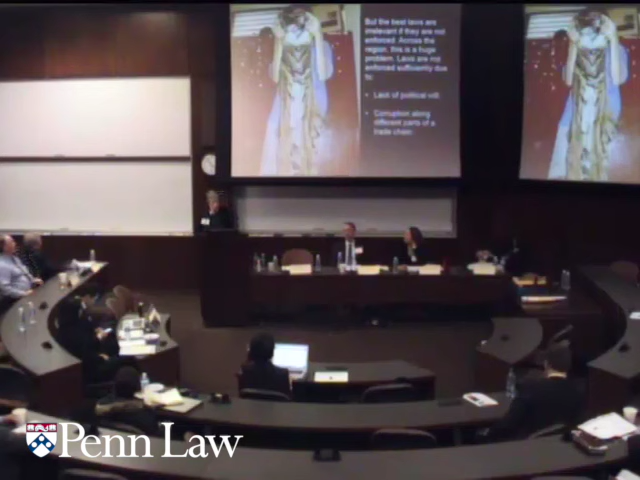 But the best laws are
irrelevant if they are not
enforced. Across the
region, this is a huge
problem. Laws are not
enforced sufficiently due
to:
• Lack of political will
• Corruption along
different parts of a
trade chain
Penn Law